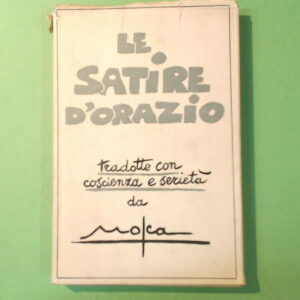 LE
SATIRE
D'ORAZIO
tradotte con
coscienza e serietà
da
Mosca